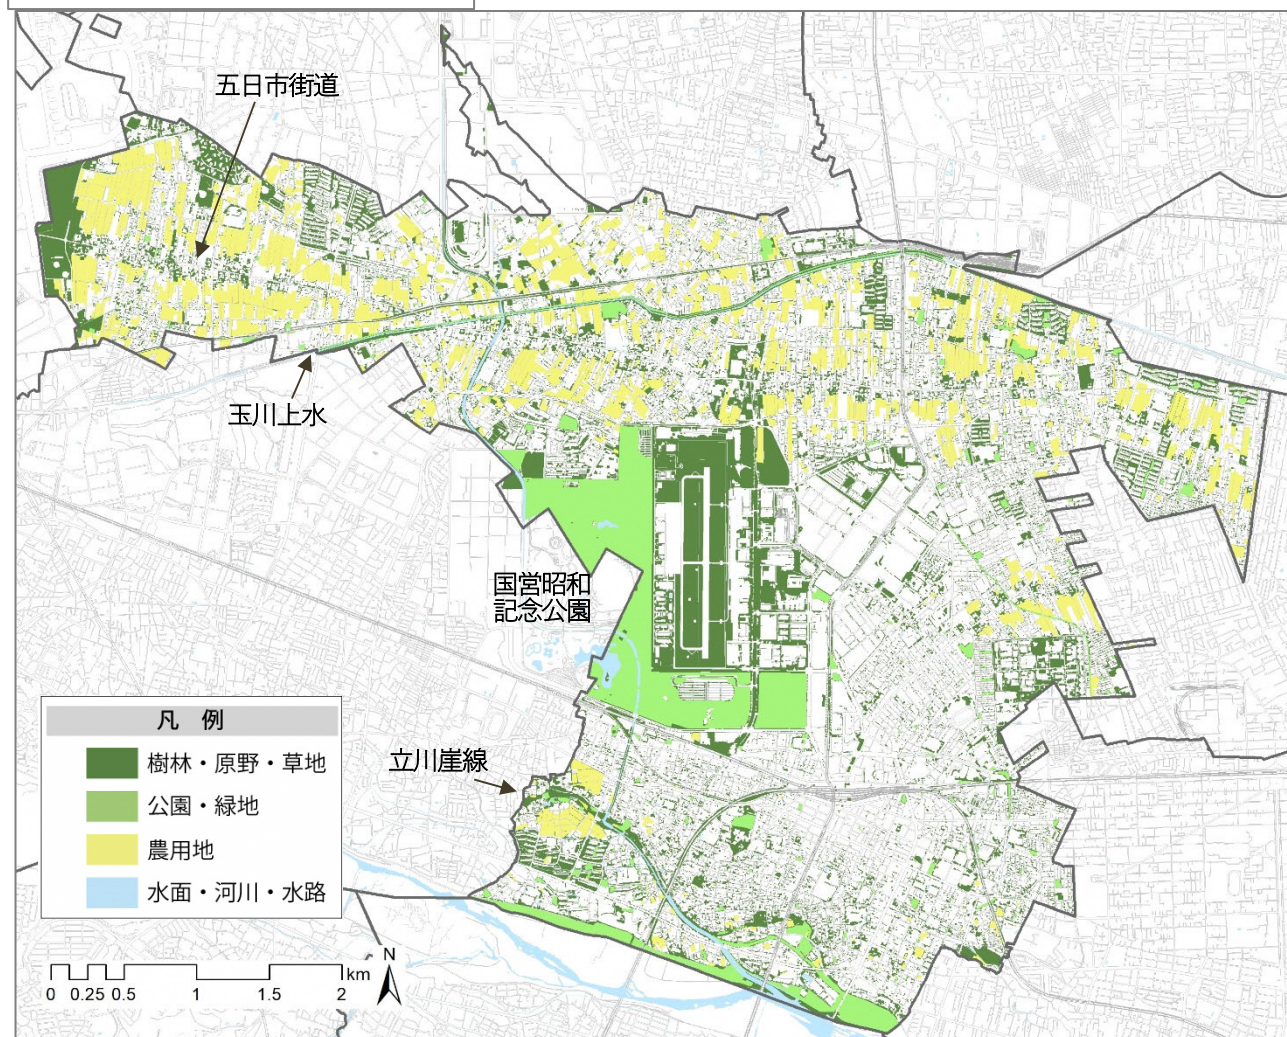 五日市街道
玉川上水
国営昭和
記念公園
立川崖線
凡 例
樹林・原野・草地
公園・緑地
農用地
水面・河川・水路
N
km
0 0.25 0.5 1 1.5 2